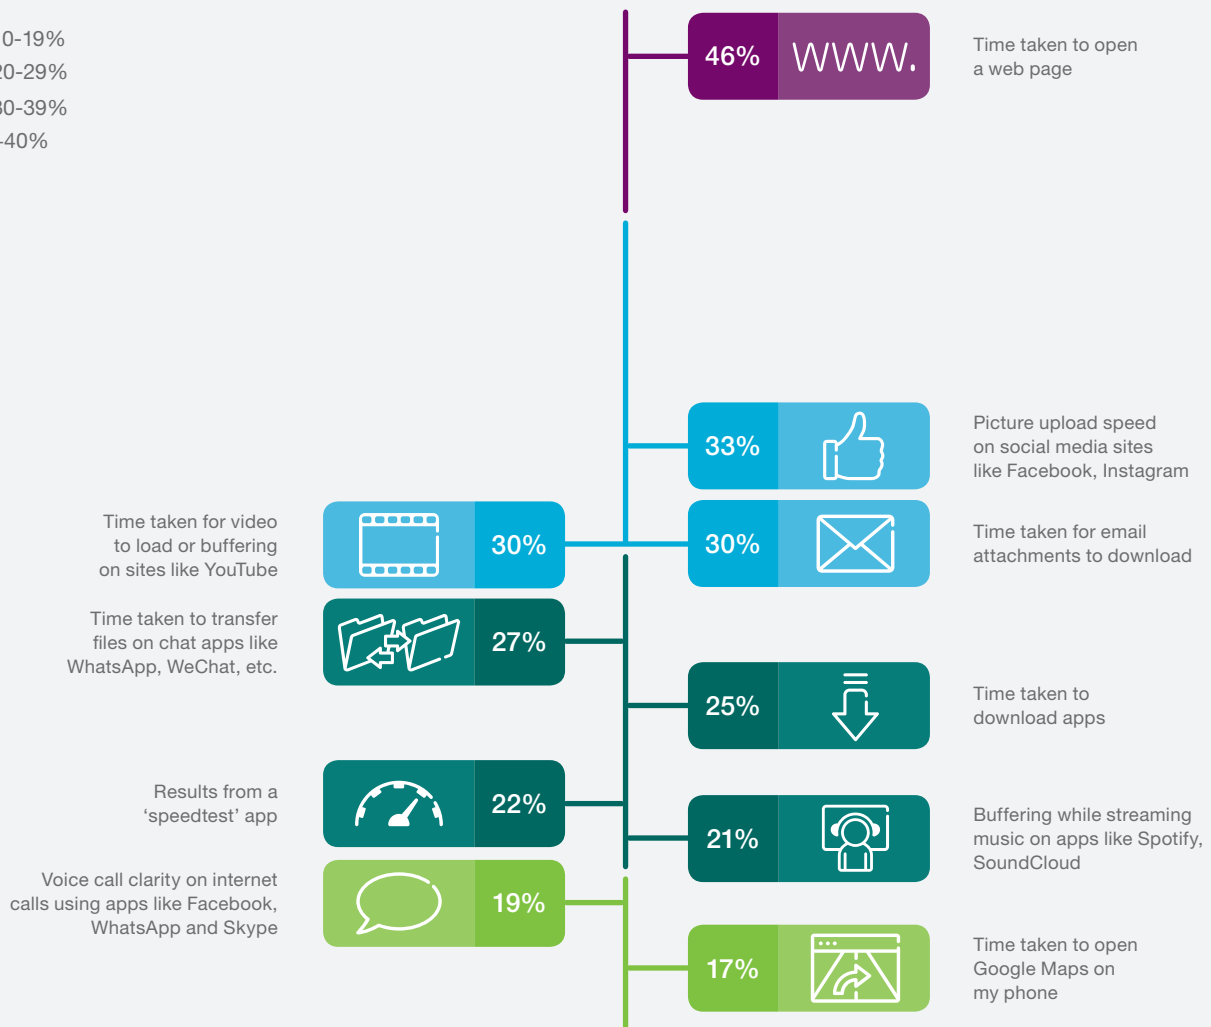 0-19%
20-29%
30-39%
40%
46%
WWW.
Time taken to open
a web page
33%
Picture upload speed
on social media sites
like Facebook, Instagram
Time taken for video
to load or buffering
on sites like YouTube
30%
30%
Time taken for email
attachments to download
Time taken to transfer
files on chat apps like
WhatsApp, WeChat, etc.
27%
25%
Time taken to
download apps
Results from a
‘speedtest’ app
22%
21%
Buffering while streaming
music on apps like Spotify,
SoundCloud
Voice call clarity on internet
calls using apps like Facebook,
WhatsApp and Skype
19%
17%
Time taken to open
Google Maps on
my phone